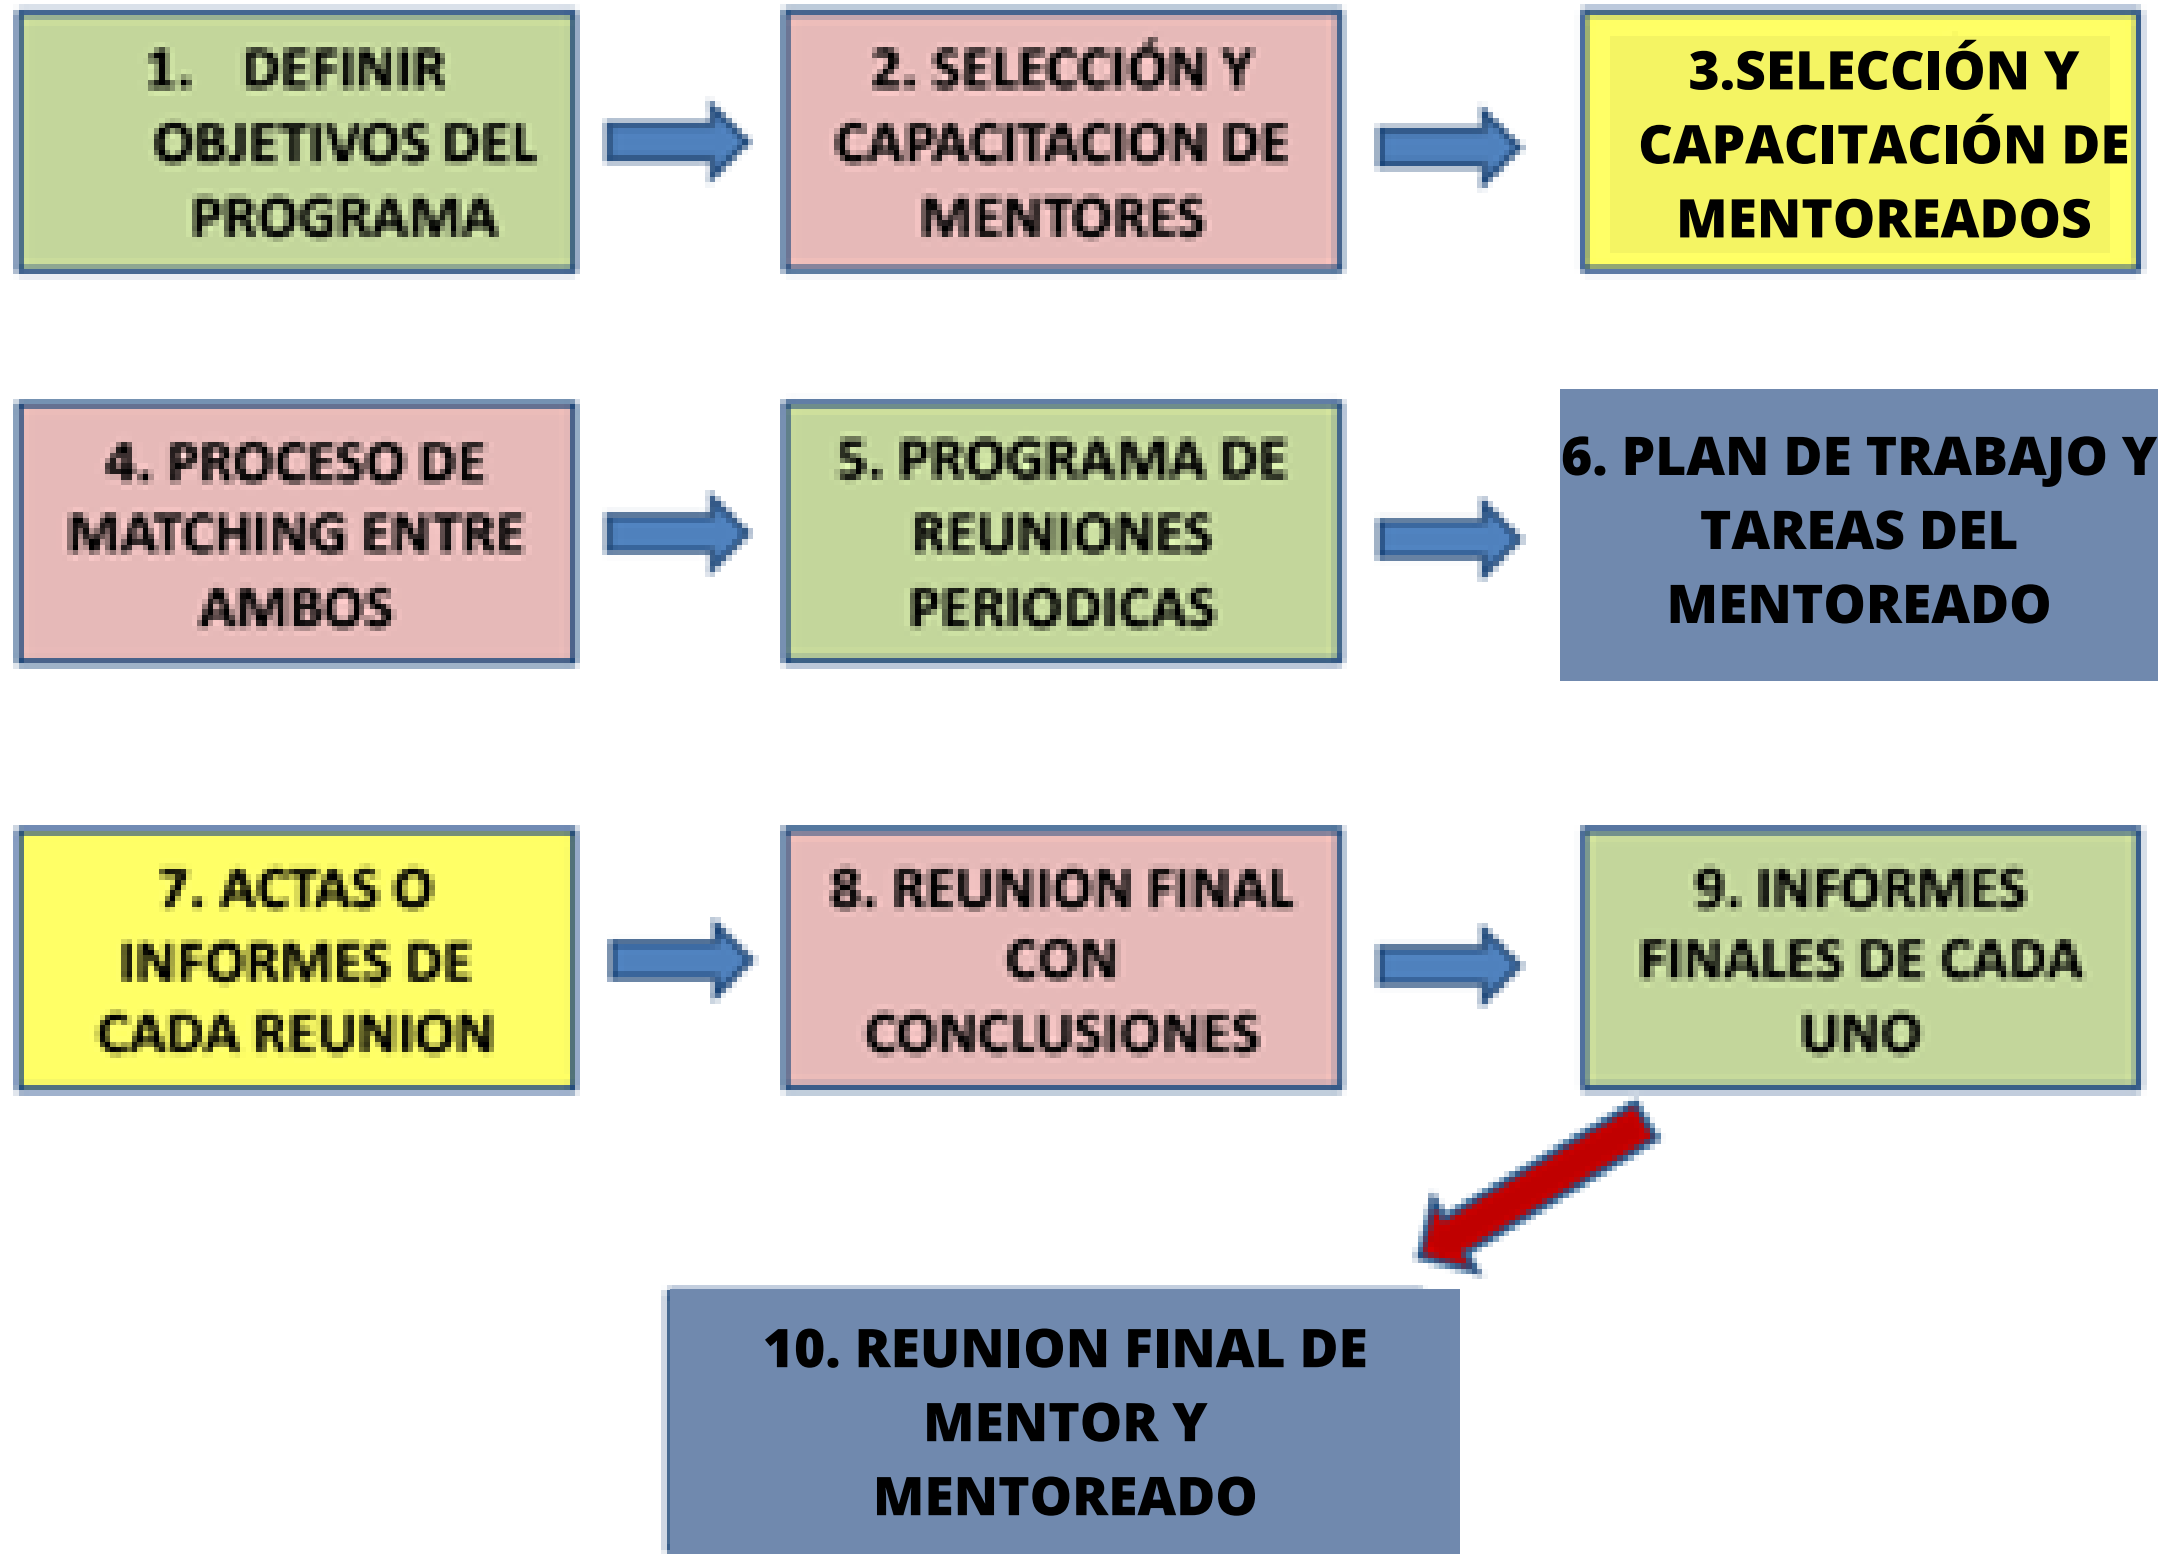 1. DEFINIR
OBJETIVOS DEL
PROGRAMA
2. SELECCIÓN Y
CAPACITACION DE
MENTORES
3.SELECCIÓN Y
CAPACITACIÓN DE
MENTOREADOS
4. PROCESO DE
MATCHING ENTRE
AMBOS
5. PROGRAMA DE
REUNIONES
PERIODICAS
6. PLAN DE TRABAJO Y
TAREAS DEL
MENTOREADO
7. ACTAS O
INFORMES DE
CADA REUNION
8. REUNION FINAL
CON
CONCLUSIONES
9. INFORMES
FINALES DE CADA
UNO
10. REUNION FINAL DE
MENTOR Y
MENTOREADO